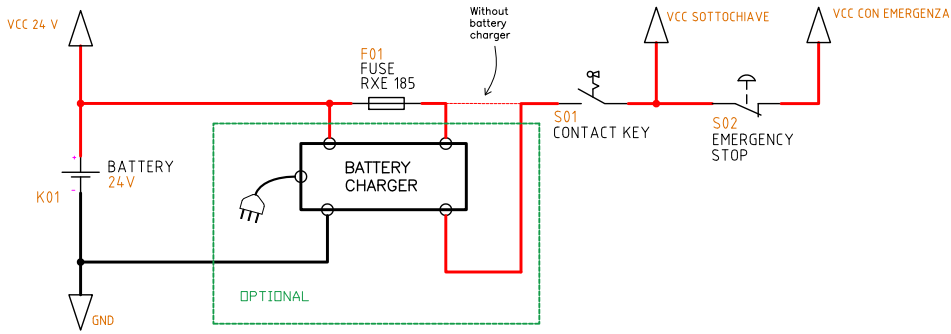 VCC 24 V
Without
battery
charger
VCC SOTTOCHIAVE
VCC CON EMERGENZA
F01
FUSE
RXE 185
S01
CONTACT KEY
S02
EMERGENCY
STOP
+
BATTERY
24V
-
K01
BATTERY
CHARGER
OPTIONAL
GND